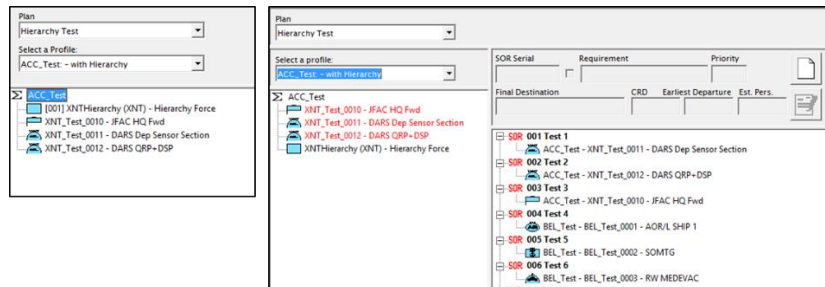 Plan
Hierarchy Test
Select a Profile:
ACC_Test: - with Hierarchy
ACC_Test
[001] XNTHierarchy (XNT) - Hierarchy Force
XNT_Test_0010 - JFAC HQ Fwd
XNT_Test_0011 - DARS Dep Sensor Section
XNT_Test_0012 - DARS QRP+DSP
Plan
Hierarchy Test
Select a profile:
ACC_Test: - with Hierarchy
ACC_Test
XNT_Test_0010 - JFAC HQ Fwd
XNT_Test_0011 - DARS Dep Sensor Section
XNT_Test_0012 - DARS QRP+DSP
XNTHierarchy (XNT) - Hierarchy Force
SOR Serial Requirement Priority
Final Destination CRD Earliest Departure Est. Pers.
SOR 001 Test 1
ACC_Test - XNT_Test_0011 - DARS Dep Sensor Section
SOR 002 Test 2
ACC_Test - XNT_Test_0012 - DARS QRP+DSP
SOR 003 Test 3
ACC_Test - XNT_Test_0010 - JFAC HQ Fwd
SOR 004 Test 4
BEL_Test - BEL_Test_0001 - AOR/L SHIP 1
SOR 005 Test 5
BEL_Test - BEL_Test_0002 - SOMTG
SOR 006 Test 6
BEL_Test - BEL_Test_0003 - RW MEDEVAC